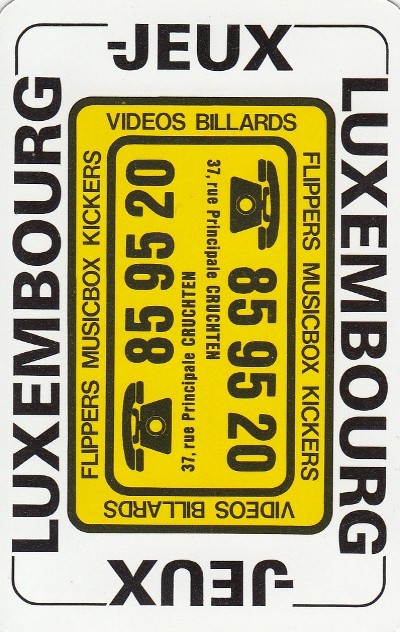 -JEUX
LUXEMBOURG
LUXEMBOURG
VIDEOS BILLARDS
FLIPPERS MUSICBOX KICKERS
FLIPPERS MUSICBOX KICKERS
85 95 20
37, rue Principale CRUCHTEN
37, rue Principale CRUCHTEN
85 95 20
VIDEOS BILLARDS
-JEUX